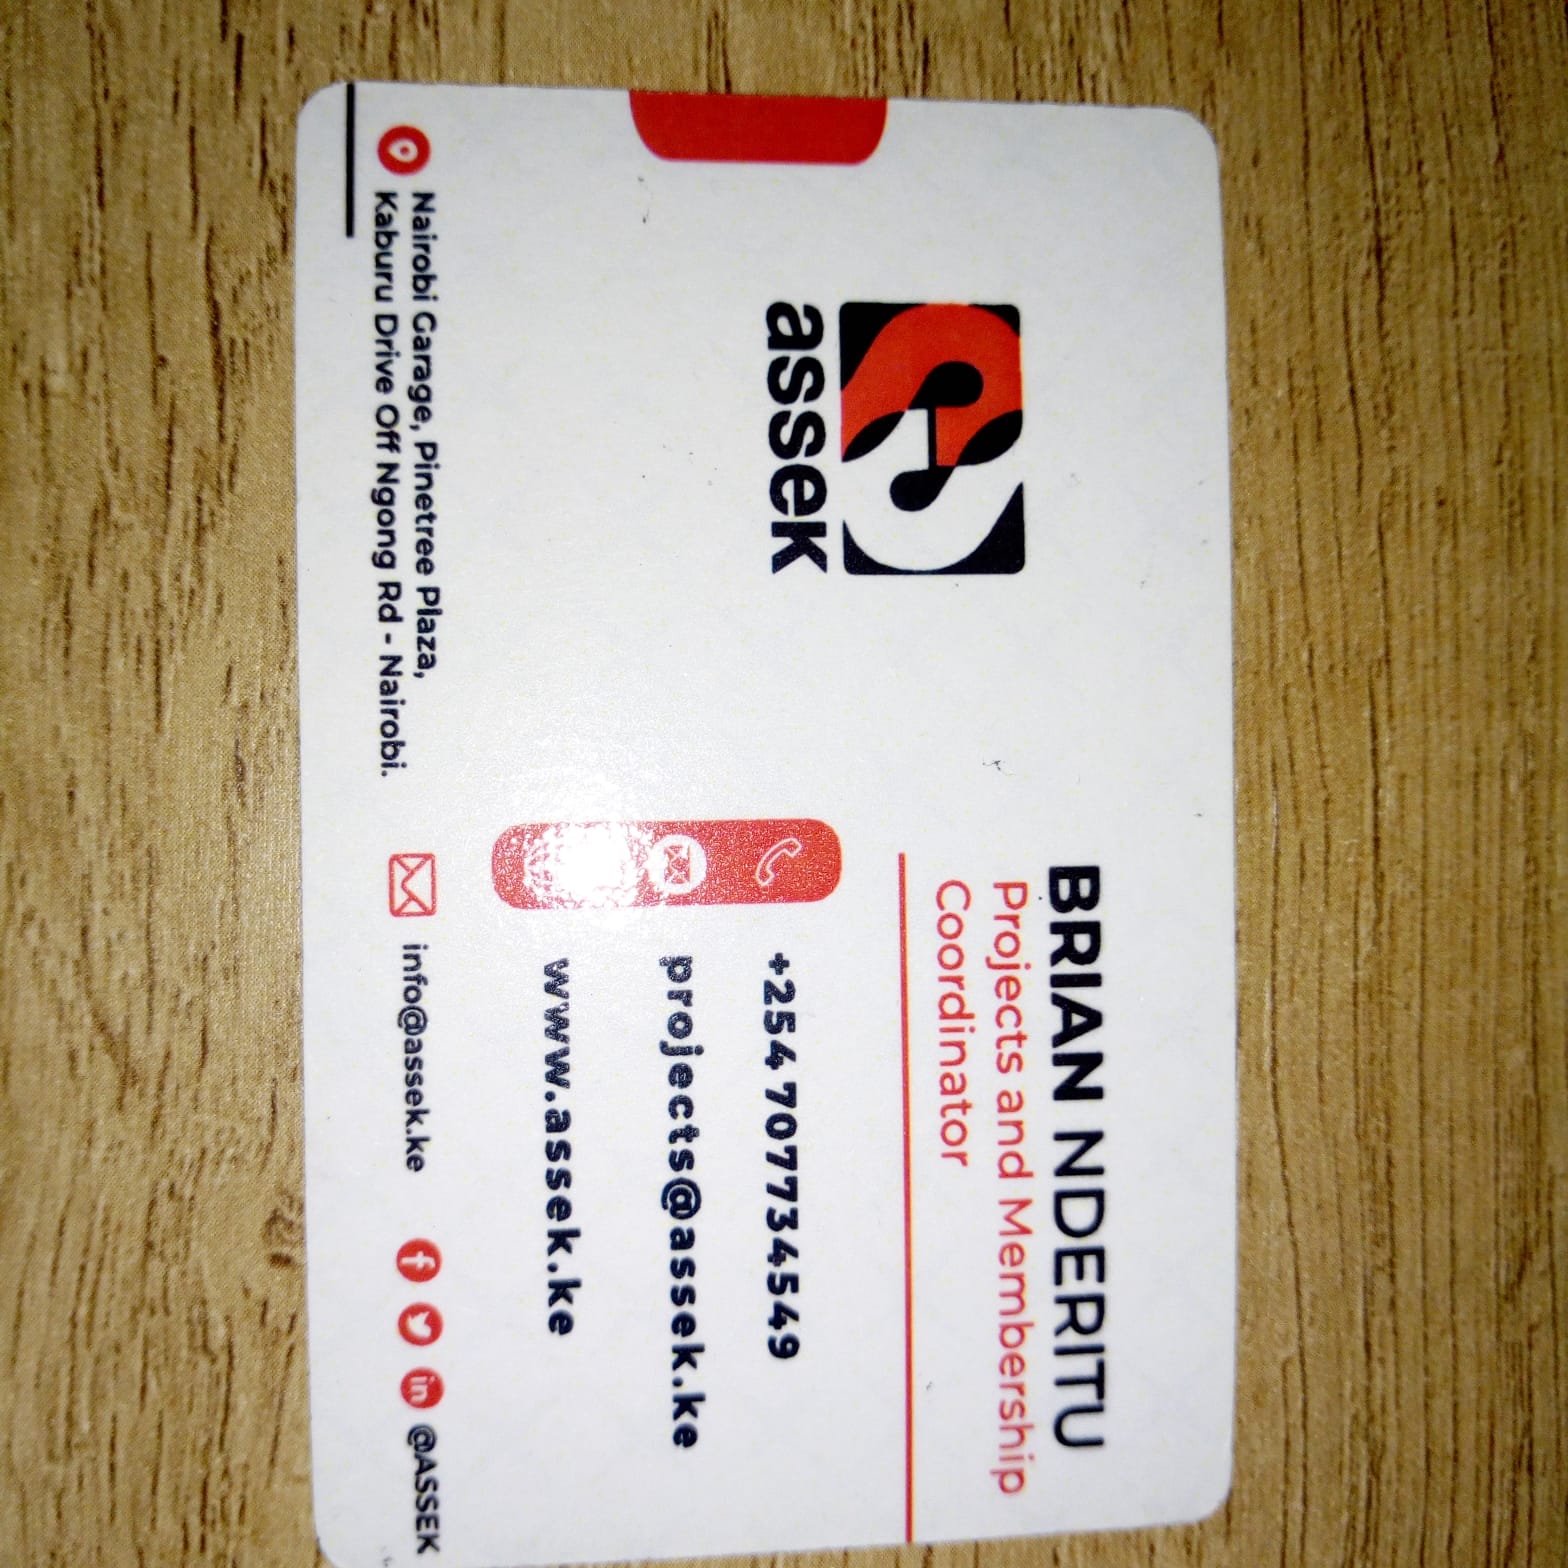 assek
BRIAN NDERITU
Projects and Membership
Coordinator
+254 707734549
projects@assek.ke
www.assek.ke
Nairobi Garage, Pinetree Plaza,
Kaburu Drive Off Ngong Rd - Nairobi.
info@assek.ke
@ASSEK